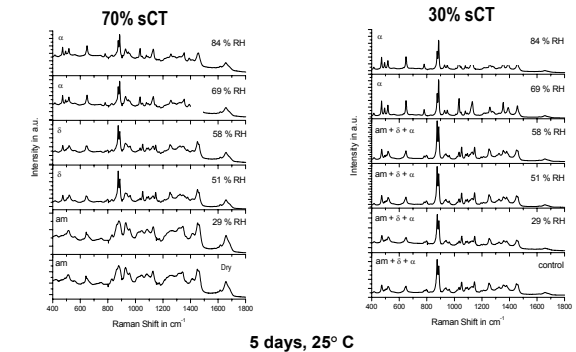 70% sCT
30% sCT
α
84 % RH
α
69 % RH
δ
58 % RH
δ
51 % RH
am
29 % RH
am
Dry
Intensity in a.u.
400 600 800 1000 1200 1400 1600 1800
Raman Shift in cm⁻¹
α
84 % RH
α
69 % RH
am + δ + α
58 % RH
am + δ + α
51 % RH
am + δ + α
29 % RH
am + δ + α
control
Intensity in a.u.
400 600 800 1000 1200 1400 1600 1800
Raman Shift in cm⁻¹
5 days, 25° C